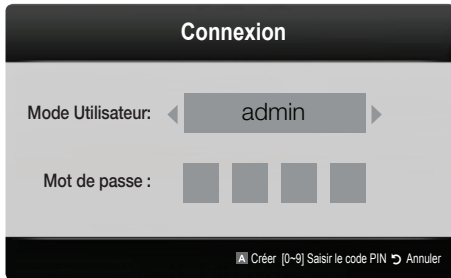 Connexion
Mode Utilisateur: admin
Mot de passe :
A Créer [0~9] Saisir le code PIN Annuler